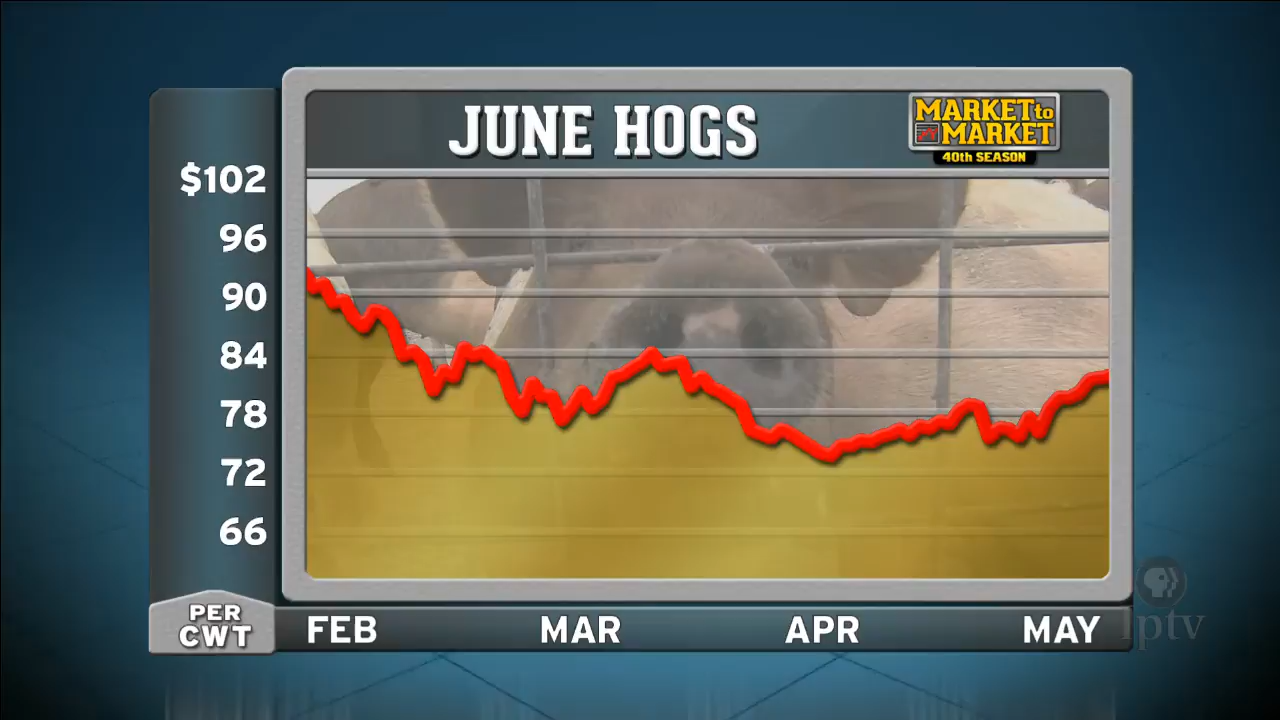 JUNE HOGS
MARKET to
MARKET
40th SEASON
$102
96
90
84
78
72
66
PER
CWT
FEB MAR APR MAY
iptv